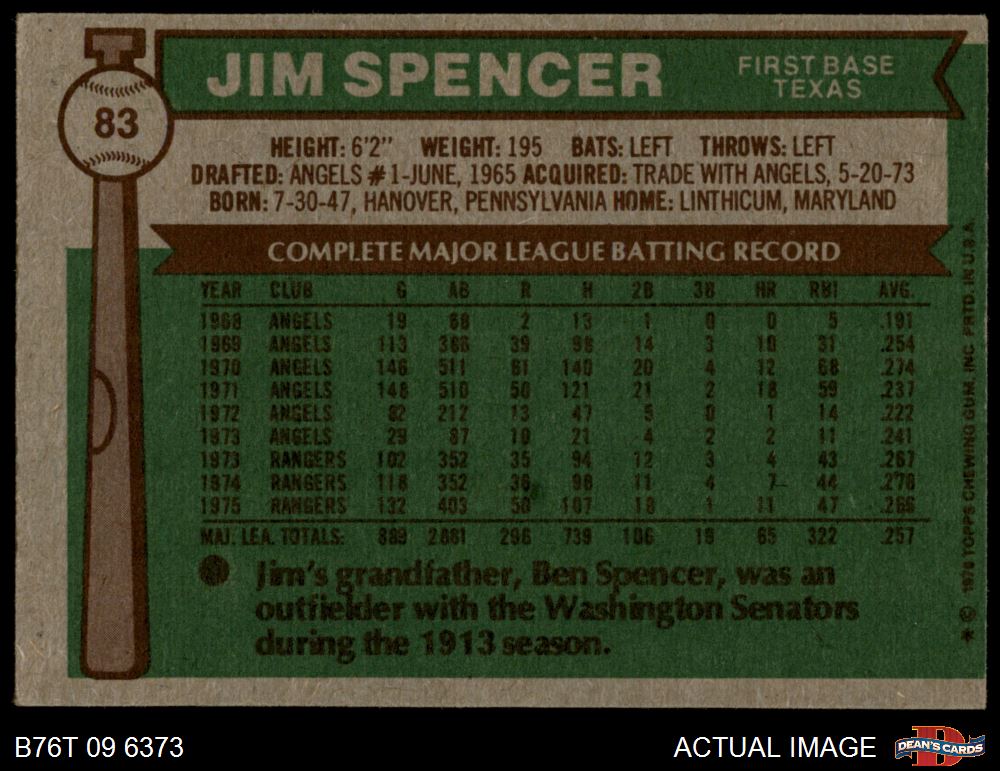 JIM SPENCER
FIRST BASE
TEXAS
83
HEIGHT: 6'2" WEIGHT: 195 BATS: LEFT THROWS: LEFT
DRAFTED: ANGELS #1-JUNE, 1965 ACQUIRED: TRADE WITH ANGELS, 5-20-73
BORN: 7-30-47, HANOVER, PENNSYLVANIA HOME: LINTHICUM, MARYLAND
COMPLETE MAJOR LEAGUE BATTING RECORD
YEAR CLUB G AB R H 2B 3B HR RBI AVG.
1968 ANGELS 19 68 2 13 1 0 0 5 .191
1969 ANGELS 113 386 39 98 14 3 10 31 .254
1970 ANGELS 146 511 61 140 20 4 12 68 .274
1971 ANGELS 148 510 50 121 21 2 18 59 .237
1972 ANGELS 82 212 13 47 5 0 1 14 .222
1973 ANGELS 29 87 10 21 4 2 2 11 .241
1973 RANGERS 102 352 35 94 12 3 4 43 .267
1974 RANGERS 118 352 36 98 11 4 7 44 .278
1975 RANGERS 132 403 50 107 18 1 11 47 .266
MAJ. LEA. TOTALS: 889 2881 296 739 106 19 65 322 .257
Jim's grandfather, Ben Spencer, was an
outfielder with the Washington Senators
during the 1913 season.
* © 1976 TOPPS CHEWING GUM, INC. PRTD. IN U.S.A.
B76T 09 6373
ACTUAL IMAGE
D
DEAN'S CARDS